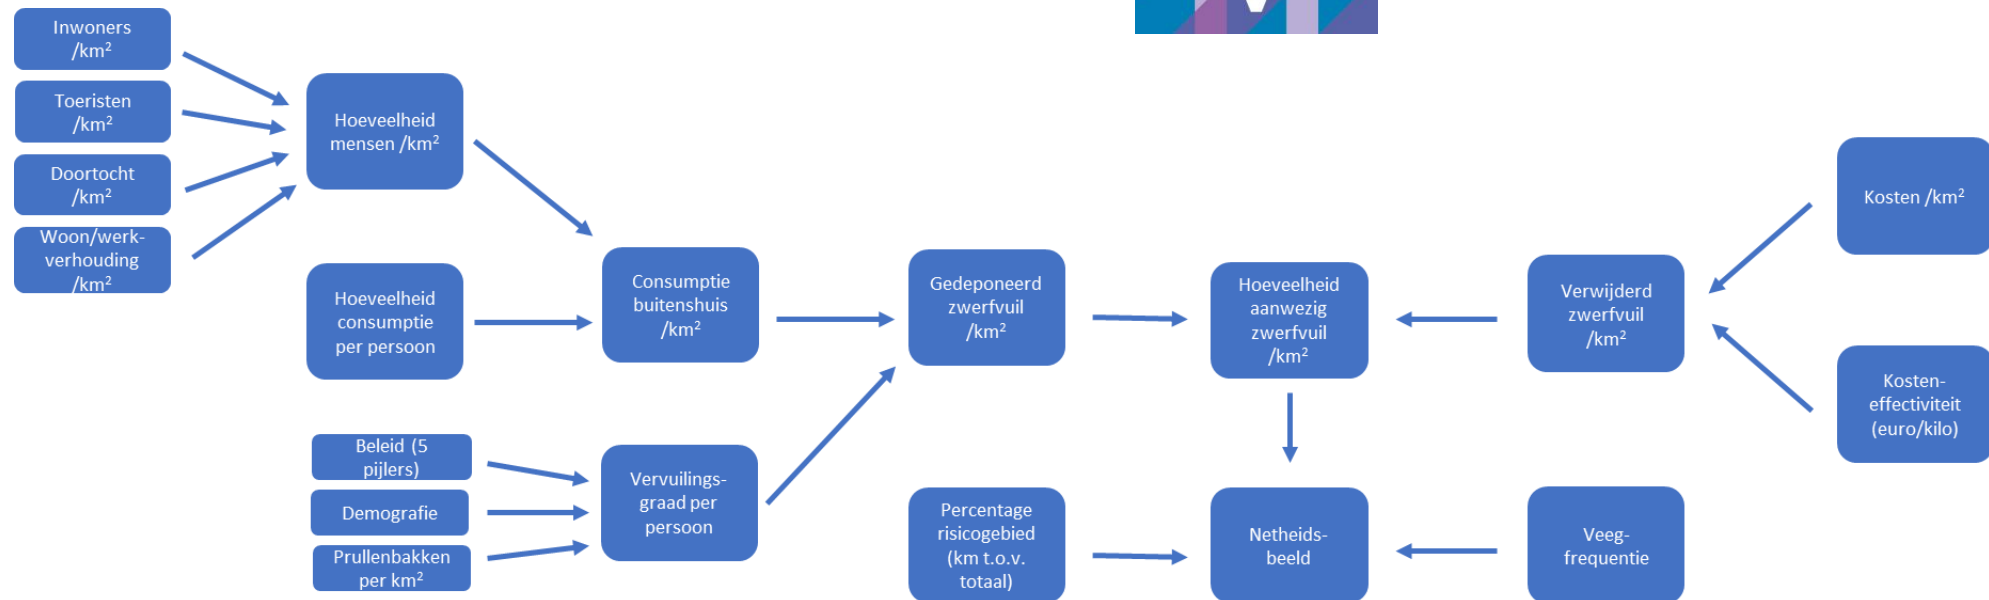 Inwoners
/km²
Toeristen
/km²
Doortocht
/km²
Woon/werk-
verhouding
/km²
Hoeveelheid
mensen /km²
Hoeveelheid
consumptie
per persoon
Beleid (5
pijlers)
Demografie
Prullenbakken
per km²
Consumptie
buitenshuis
/km²
Vervuilings-
graad per
persoon
Gedeponeerd
zwerfvuil
/km²
Percentage
risicogebied
(km t.o.v.
totaal)
Hoeveelheid
aanwezig
zwerfvuil
/km²
Netheids-
beeld
Verwijderd
zwerfvuil
/km²
Veeg-
frequentie
Kosten /km²
Kosten-
effectiviteit
(euro/kilo)